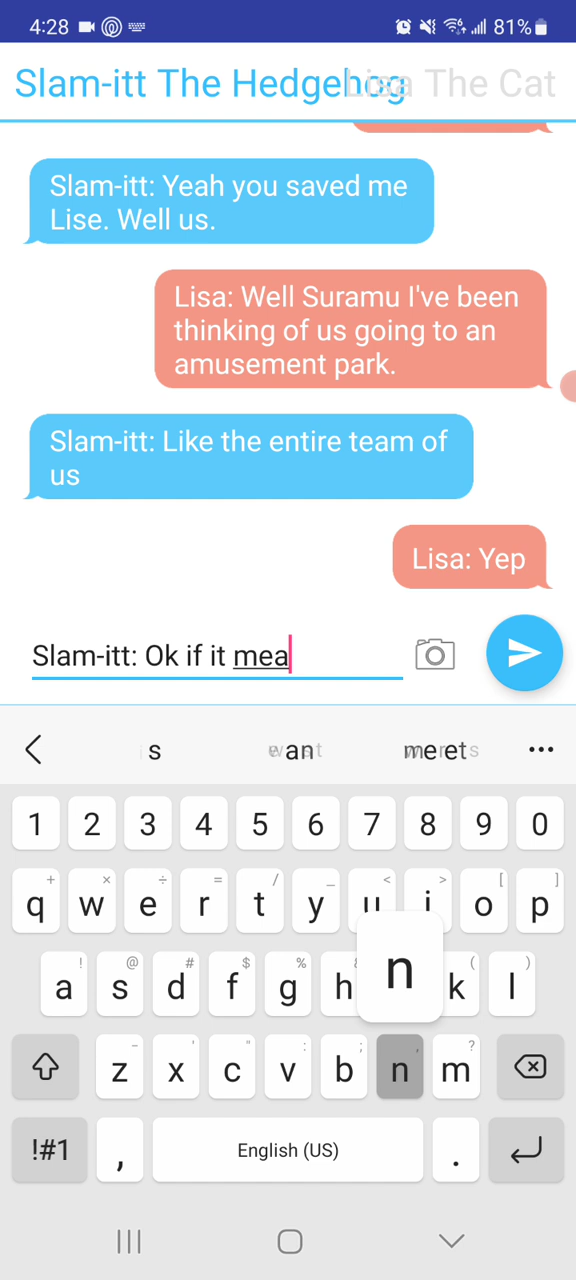 4:28 81%
Slam-itt The Hedgehog Lisa The Cat
Slam-itt: Yeah you saved me
Lise. Well us.
Lisa: Well Suramu I've been
thinking of us going to an
amusement park.
Slam-itt: Like the entire team of
us
Lisa: Yep
Slam-itt: Ok if it mea
s an meet
1 2 3 4 5 6 7 8 9 0
+ × ÷ = / _ < > [ ]
q w e r t y u i o p
! @ # $ % ( )
a s d f g h n k l
- ' " : ; , ?
z x c v b n m
!#1 , English (US) .